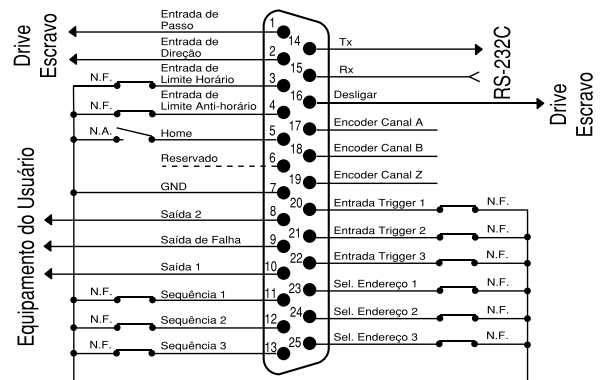 Drive
Escravo
Entrada de
Passo
1
Entrada de
Direção
2
Entrada de
N.F.
Limite Horário
3
Entrada de
N.F.
Limite Anti-horário
4
N.A.
Home
5
Reservado
6
GND
7
Equipamento do Usuário
Saída 2
8
Saída de Falha
9
Saída 1
10
N.F.
Sequência 1
11
N.F.
Sequência 2
12
N.F.
Sequência 3
13
14
Tx
15
Rx
RS-232C
16
Desligar
Drive
Escravo
17
Encoder Canal A
18
Encoder Canal B
19
Encoder Canal Z
20
Entrada Trigger 1
N.F.
21
Entrada Trigger 2
N.F.
22
Entrada Trigger 3
N.F.
23
Sel. Endereço 1
N.F.
24
Sel. Endereço 2
N.F.
25
Sel. Endereço 3
N.F.